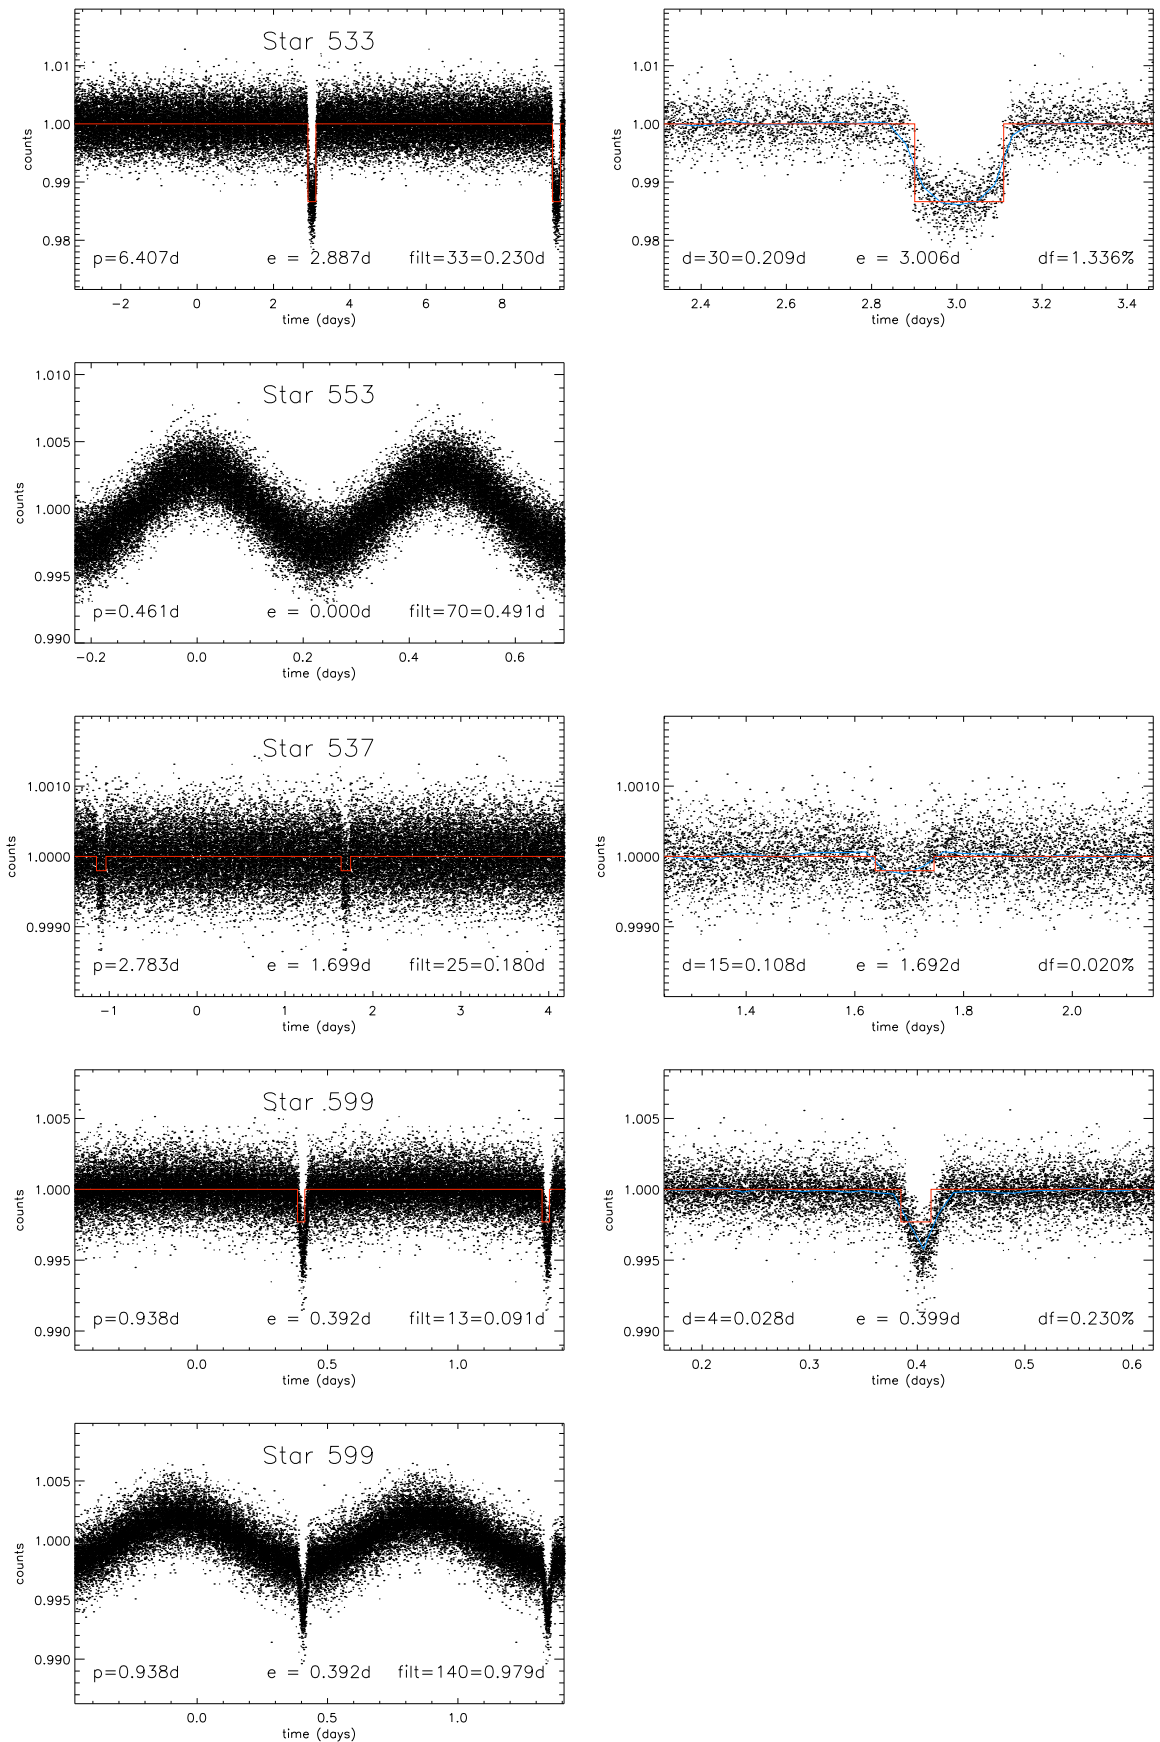 Star 533
1.01
1.00
0.99
0.98
counts
p=6.407d e = 2.887d filt=33=0.230d
−2 0 2 4 6 8
time (days)
1.01
1.00
0.99
0.98
counts
d=30=0.209d e = 3.006d df=1.336%
2.4 2.6 2.8 3.0 3.2 3.4
time (days)
Star 553
1.010
1.005
1.000
0.995
0.990
counts
p=0.461d e = 0.000d filt=70=0.491d
−0.2 0.0 0.2 0.4 0.6
time (days)
Star 537
1.0010
1.0000
0.9990
counts
p=2.783d e = 1.699d filt=25=0.180d
−1 0 1 2 3 4
time (days)
1.0010
1.0000
0.9990
counts
d=15=0.108d e = 1.692d df=0.020%
1.4 1.6 1.8 2.0
time (days)
Star 599
1.005
1.000
0.995
0.990
counts
p=0.938d e = 0.392d filt=13=0.091d
0.0 0.5 1.0
time (days)
1.005
1.000
0.995
0.990
counts
d=4=0.028d e = 0.399d df=0.230%
0.2 0.3 0.4 0.5 0.6
time (days)
Star 599
1.005
1.000
0.995
0.990
counts
p=0.938d e = 0.392d filt=140=0.979d
0.0 0.5 1.0
time (days)